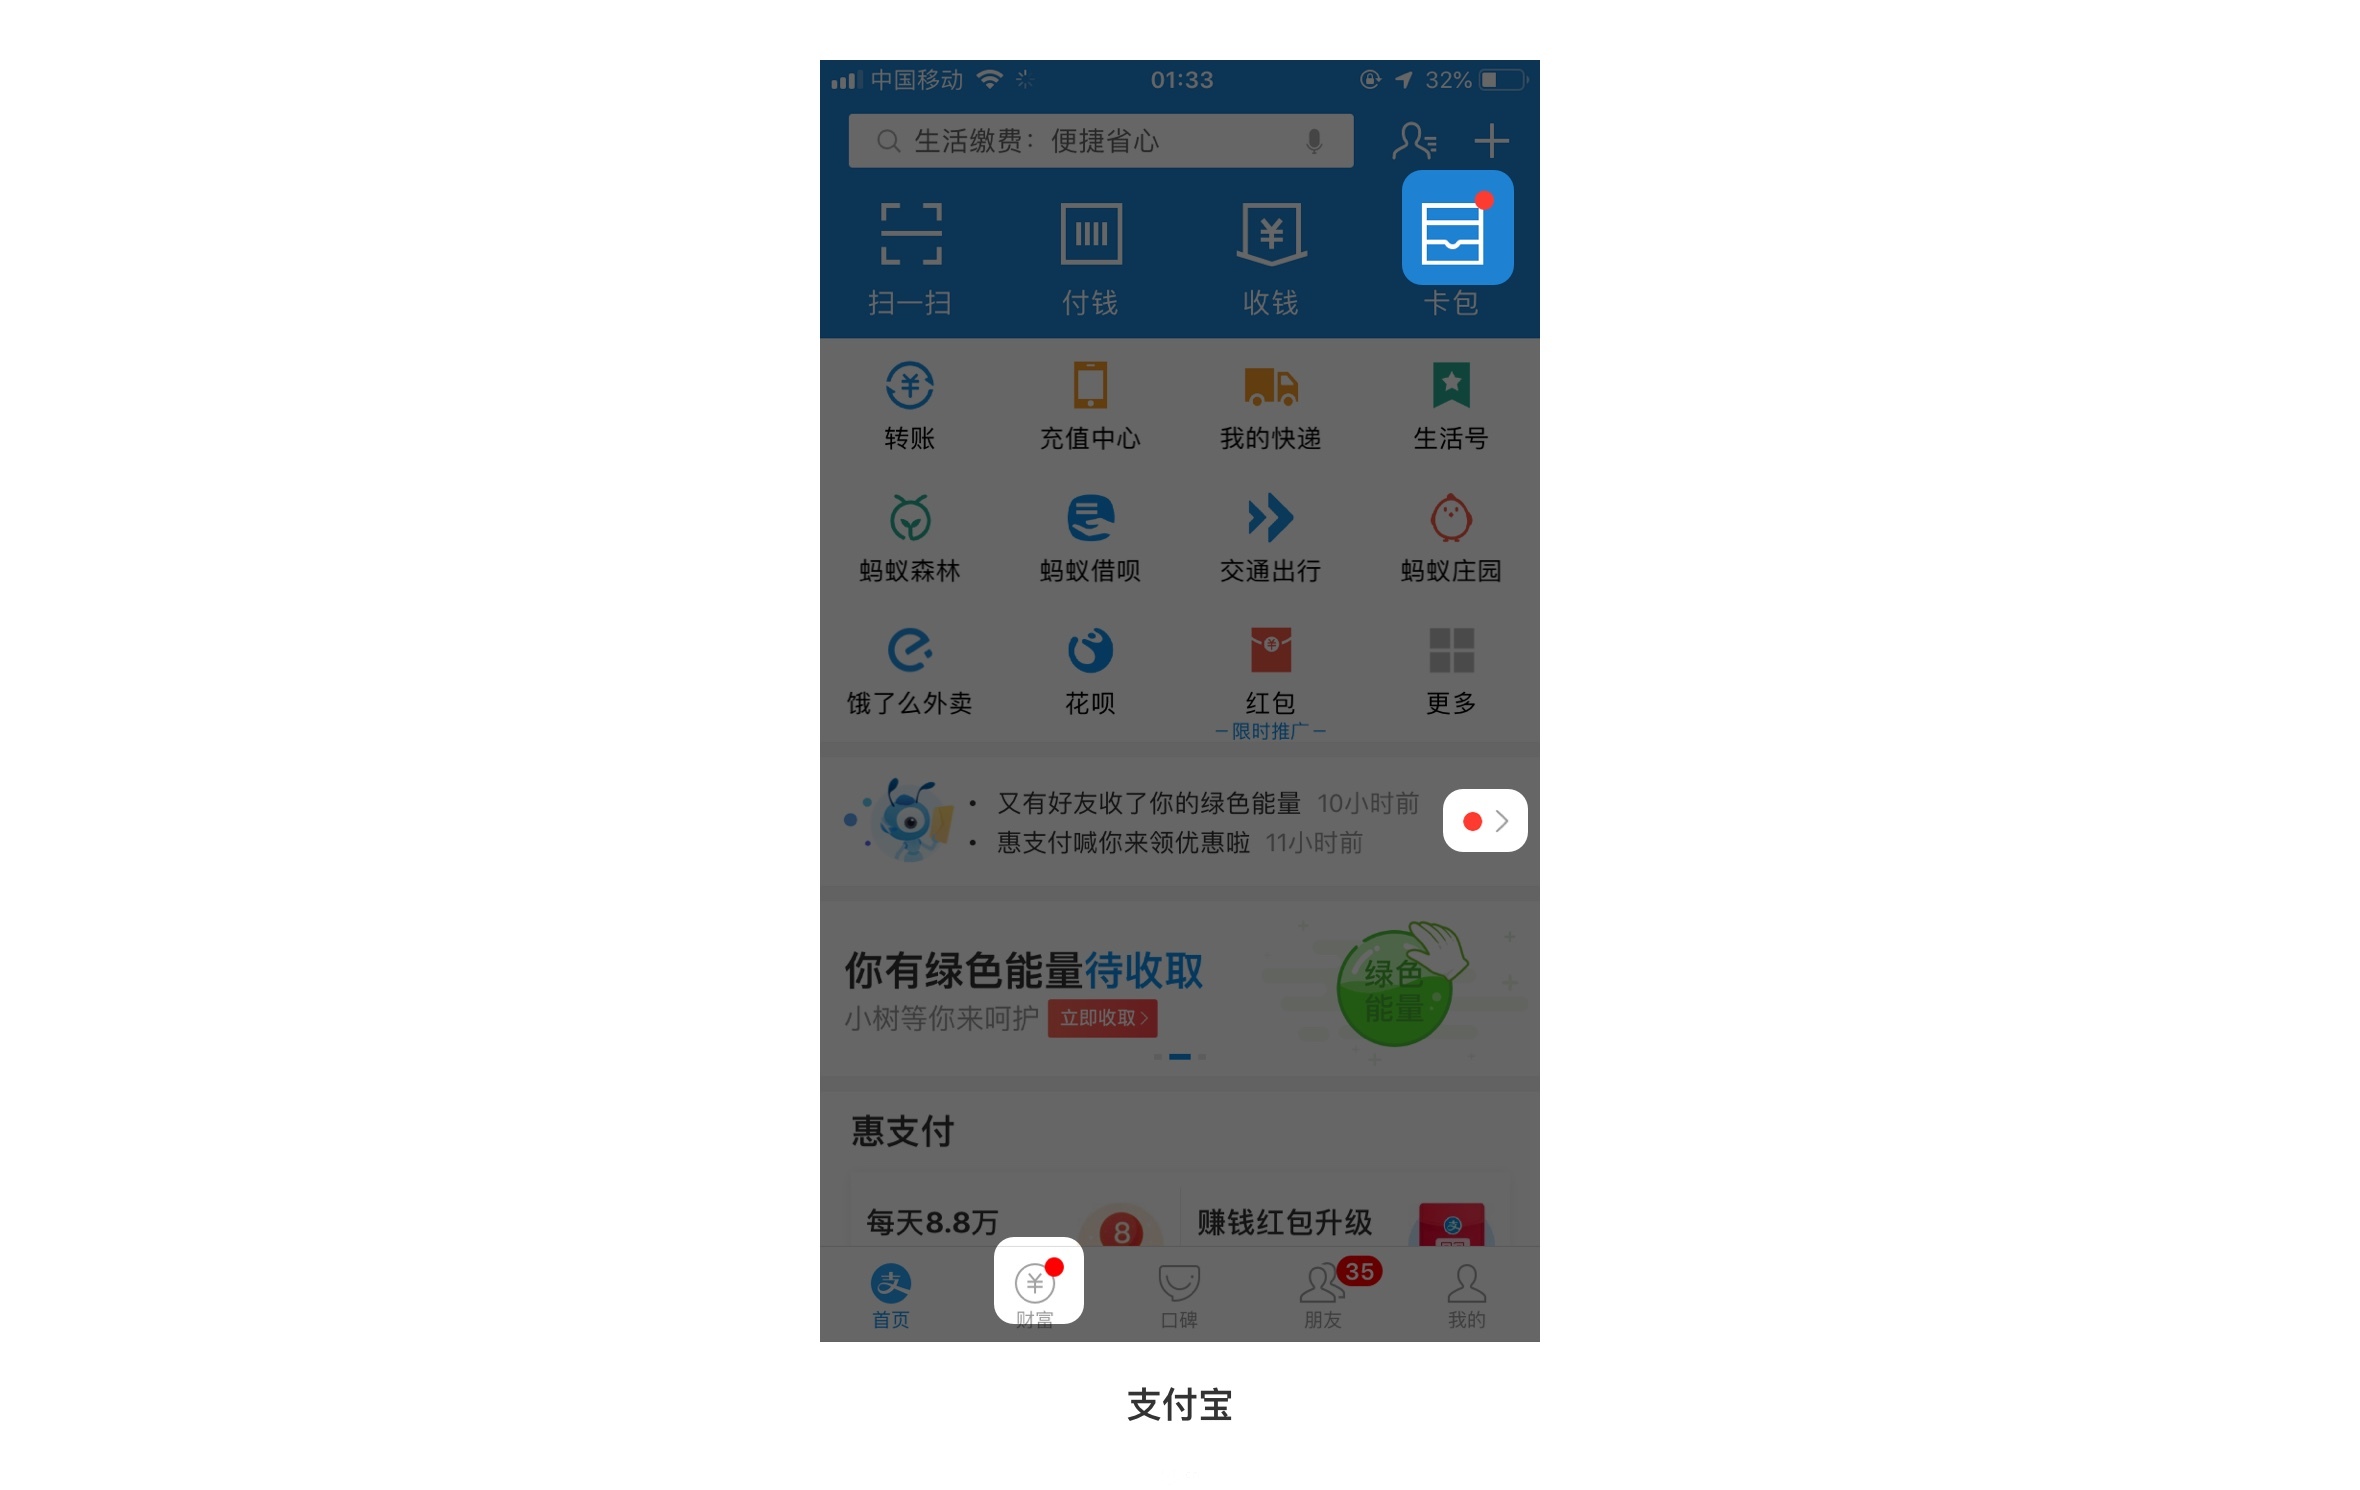 中国移动 01:33 32%
生活缴费：便捷省心
扫一扫 付钱 收钱 卡包
转账 充值中心 我的快递 生活号
蚂蚁森林 蚂蚁借呗 交通出行 蚂蚁庄园
饿了么外卖 花呗 红包 更多
限时推广
• 又有好友收了你的绿色能量 10小时前
• 惠支付喊你来领优惠啦 11小时前
你有绿色能量待收取
小树等你来呵护 立即收取
绿色
能量
惠支付
每天8.8万 8 赚钱红包升级 支
支 35
首页 财富 口碑 朋友 我的
支付宝